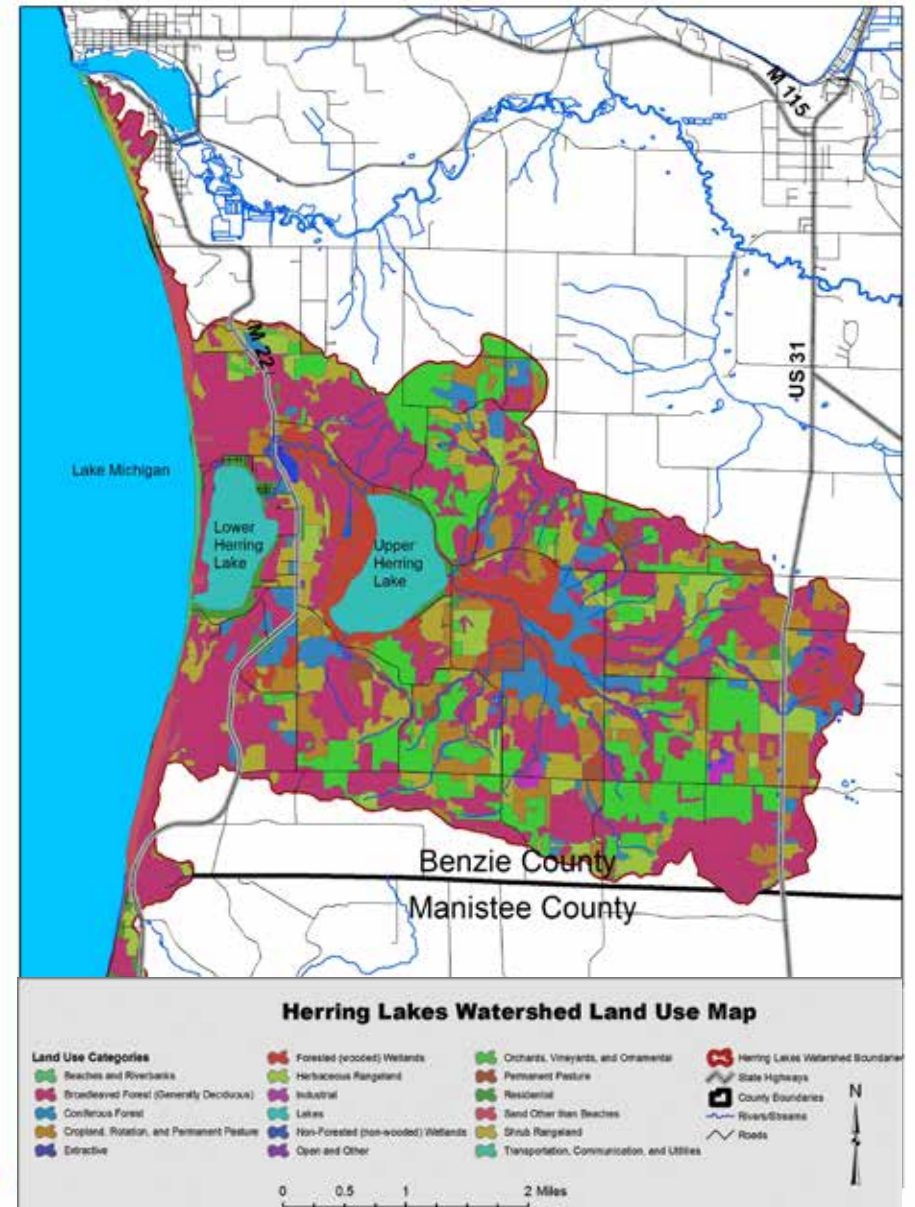 M 115
US 31
M 22
Lake Michigan
Lower
Herring
Lake
Upper
Herring
Lake
Benzie County
Manistee County
Herring Lakes Watershed Land Use Map
Land Use Categories
Beaches and Riverbanks
Broadleaved Forest (Generally Deciduous)
Coniferous Forest
Cropland, Rotation, and Permanent Pasture
Extractive
Forested (wooded) Wetlands
Herbaceous Rangeland
Industrial
Lakes
Non-Forested (non-wooded) Wetlands
Open and Other
Orchards, Vineyards, and Ornamental
Permanent Pasture
Residential
Sand Other than Beaches
Shrub Rangeland
Transportation, Communication, and Utilities
Herring Lakes Watershed Boundarie
State Highways
County Boundaries
Rivers/Streams
Roads
N
0 0.5 1 2 Miles